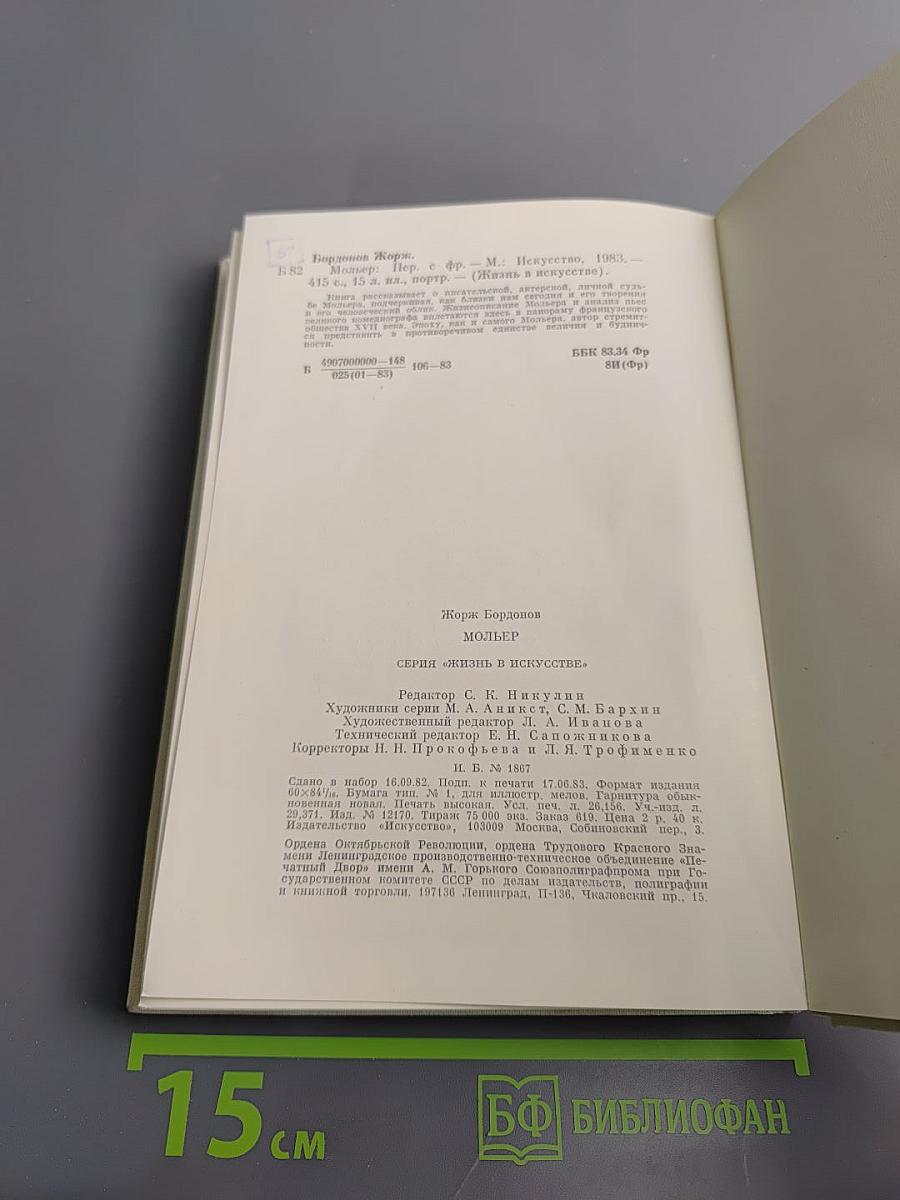 Бордонов Жорж.
Б 82 Мольер: Пер. с фр. — М.: Искусство, 1983. —
415 с., 15 л. ил., портр. — (Жизнь в искусстве).
Книга рассказывает о писательской, актерской, личной судь-
бе Мольера, подчеркивая, как близки нам сегодня и его творения
и его человеческий облик. Жизнеописание Мольера и анализ пьес
великого комедиографа вплетаются здесь в панораму французского
общества XVII века. Эпоху, как и самого Мольера, автор стремит-
ся представить в противоречивом единстве величия и буднич-
ности.
Б 4907000000—148 106—83
025(01—83)
ББК 83.34 Фр
8И(Фр)
Жорж Бордонов
МОЛЬЕР
СЕРИЯ «ЖИЗНЬ В ИСКУССТВЕ»
Редактор С. К. Никулин
Художники серии М. А. Аникст, С. М. Бархин
Художественный редактор Л. А. Иванова
Технический редактор Е. Н. Сапожникова
Корректоры Н. Н. Прокофьева и Л. Я. Трофименко
И. Б. № 1867
Сдано в набор 16.09.82. Подп. к печати 17.06.83. Формат издания
60×84 1/16. Бумага тип. № 1, для иллюстр. мелов. Гарнитура обык-
новенная новая. Печать высокая. Усл. печ. л. 26,156. Уч.-изд. л.
29,371. Изд. № 12170. Тираж 75 000 экз. Заказ 619. Цена 2 р. 40 к.
Издательство «Искусство», 103009 Москва, Собиновский пер., 3.
Ордена Октябрьской Революции, ордена Трудового Красного Зна-
мени Ленинградское производственно-техническое объединение «Пе-
чатный Двор» имени А. М. Горького Союзполиграфпрома при Го-
сударственном комитете СССР по делам издательств, полиграфии
и книжной торговли. 197136 Ленинград, П-136, Чкаловский пр., 15.
15 см
БФ БИБЛИОФАН